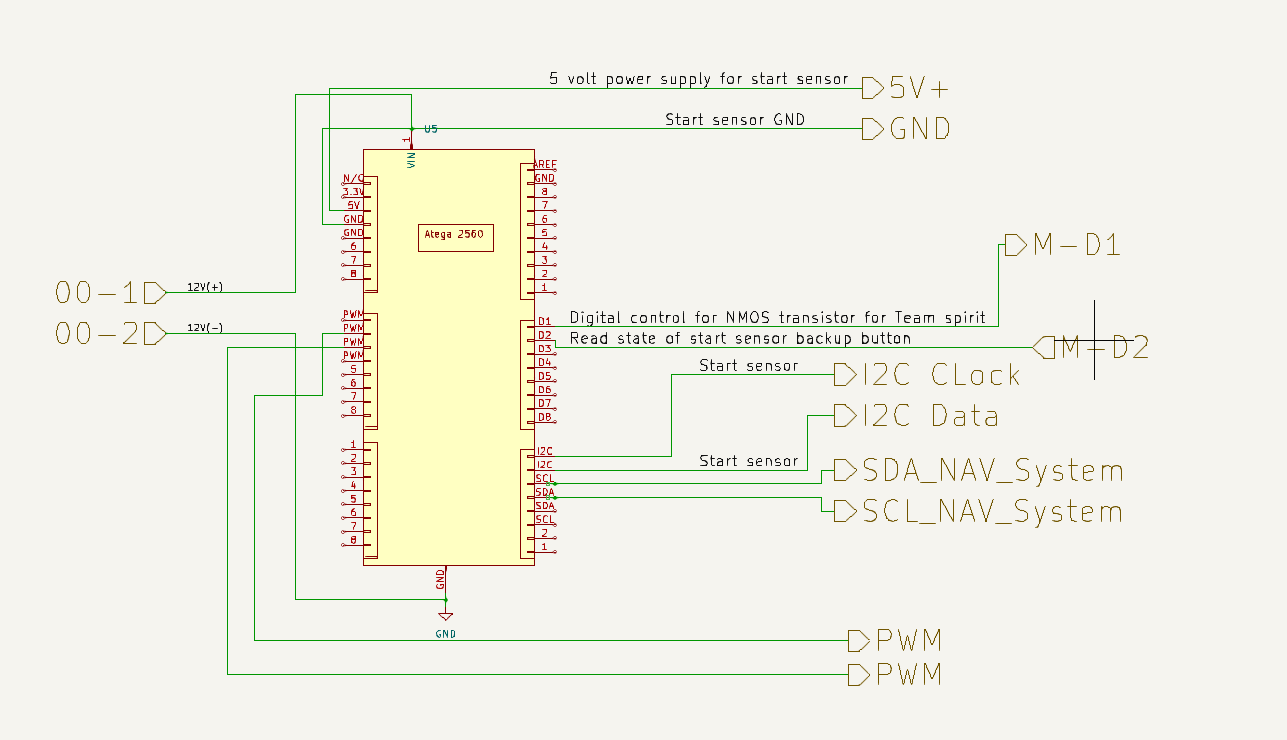 5 volt power supply for start sensor
5V+
Start sensor GND
GND
U5
1
VIN
N/C
3.3V
5V
GND
GND
6
7
8
AREF
GND
8
7
6
5
4
3
2
1
Atega 2560
M-D1
00-1
12V(+)
00-2
12V(-)
PWM
PWM
PWM
PWM
5
6
7
8
Digital control for NMOS transistor for Team spirit
Read state of start sensor backup button
M-D2
D1
D2
D3
D4
D5
D6
D7
D8
Start sensor
I2C CLock
I2C Data
Start sensor
1
2
3
4
5
6
7
8
I2C
I2C
SCL
SDA
SDA
SCL
2
1
SDA_NAV_System
SCL_NAV_System
GND
GND
PWM
PWM